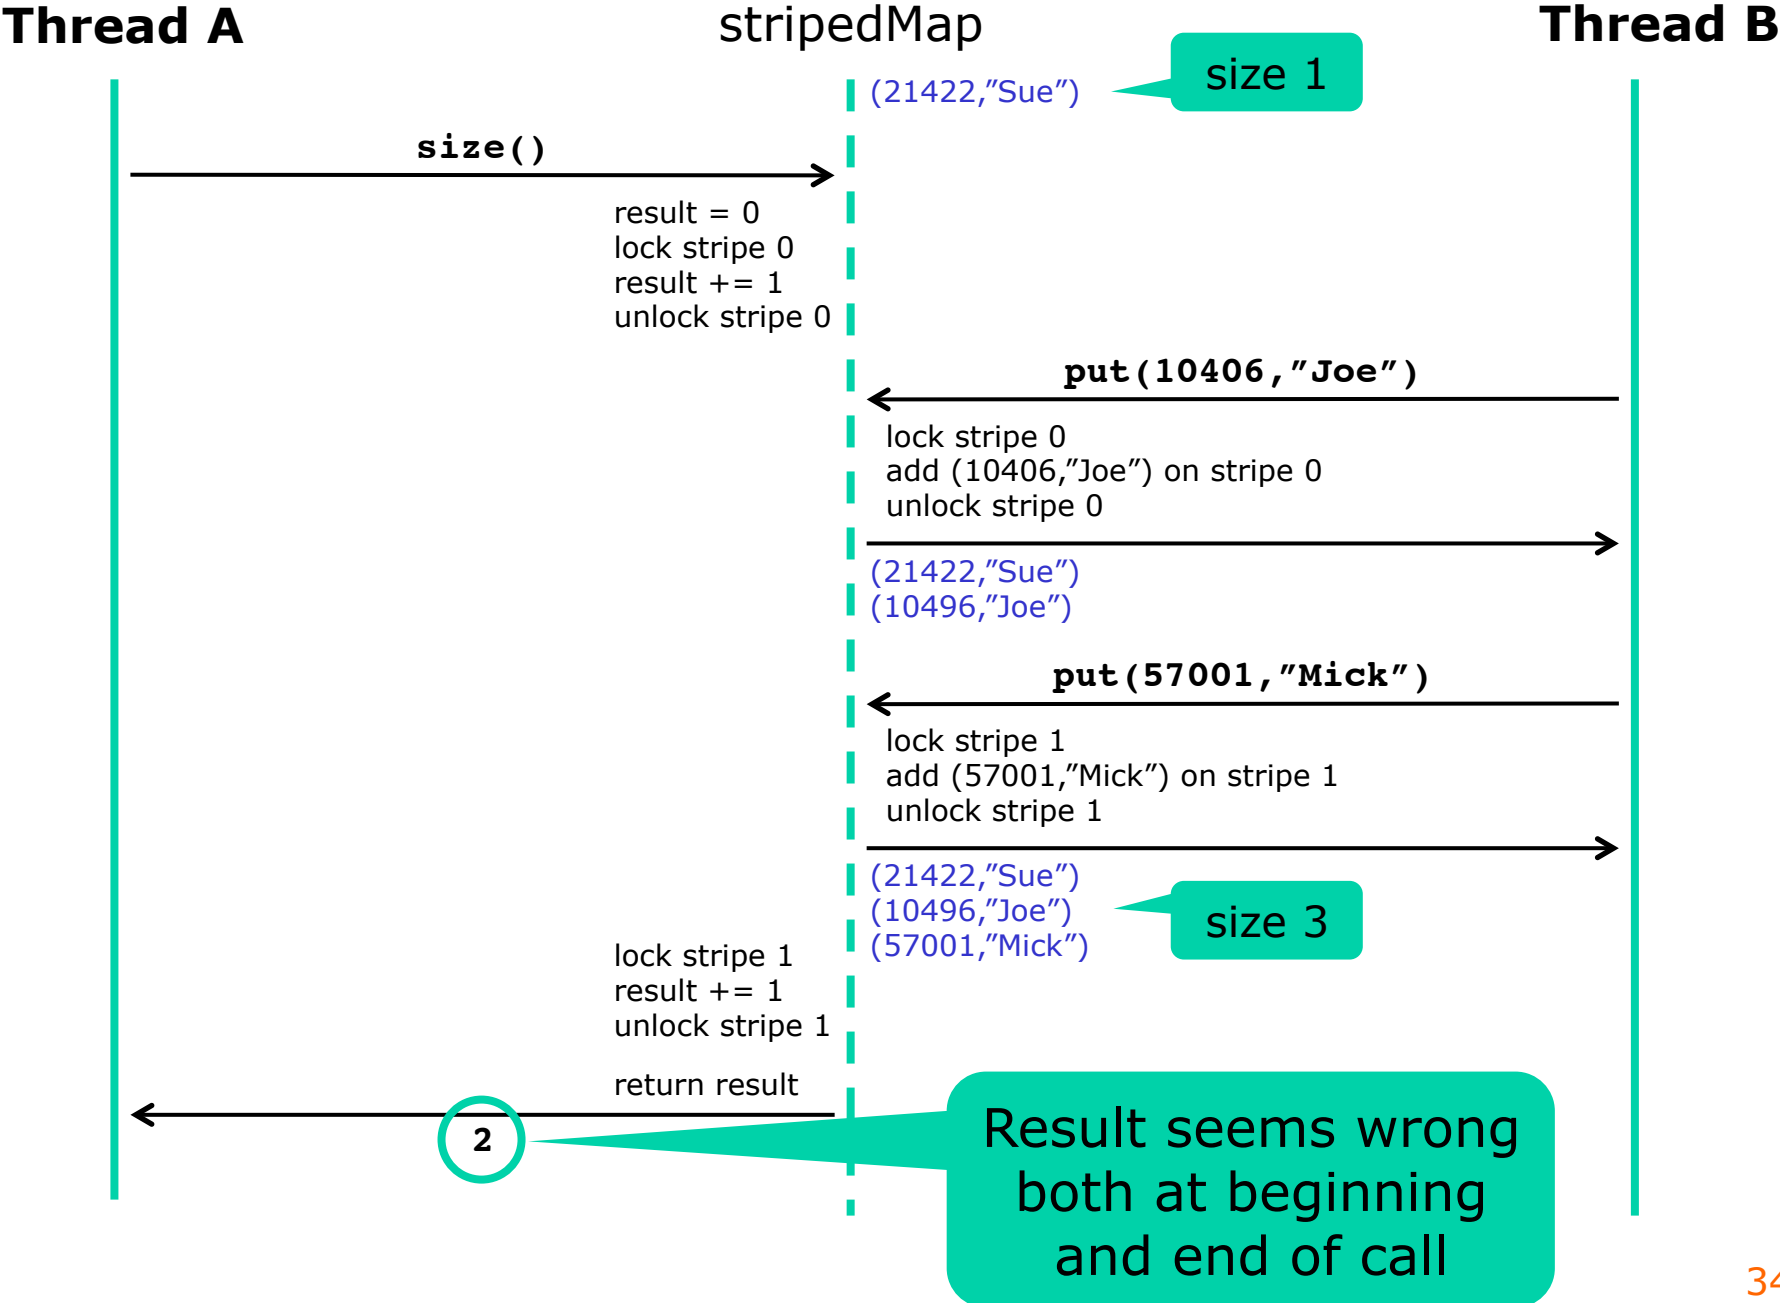 Thread A
stripedMap
Thread B
(21422,”Sue”)
size 1
size()
result = 0
lock stripe 0
result += 1
unlock stripe 0
put(10406,”Joe”)
lock stripe 0
add (10406,”Joe”) on stripe 0
unlock stripe 0
(21422,”Sue”)
(10496,”Joe”)
put(57001,”Mick”)
lock stripe 1
add (57001,”Mick”) on stripe 1
unlock stripe 1
(21422,”Sue”)
(10496,”Joe”)
(57001,”Mick”)
size 3
lock stripe 1
result += 1
unlock stripe 1
return result
2
Result seems wrong
both at beginning
and end of call
34